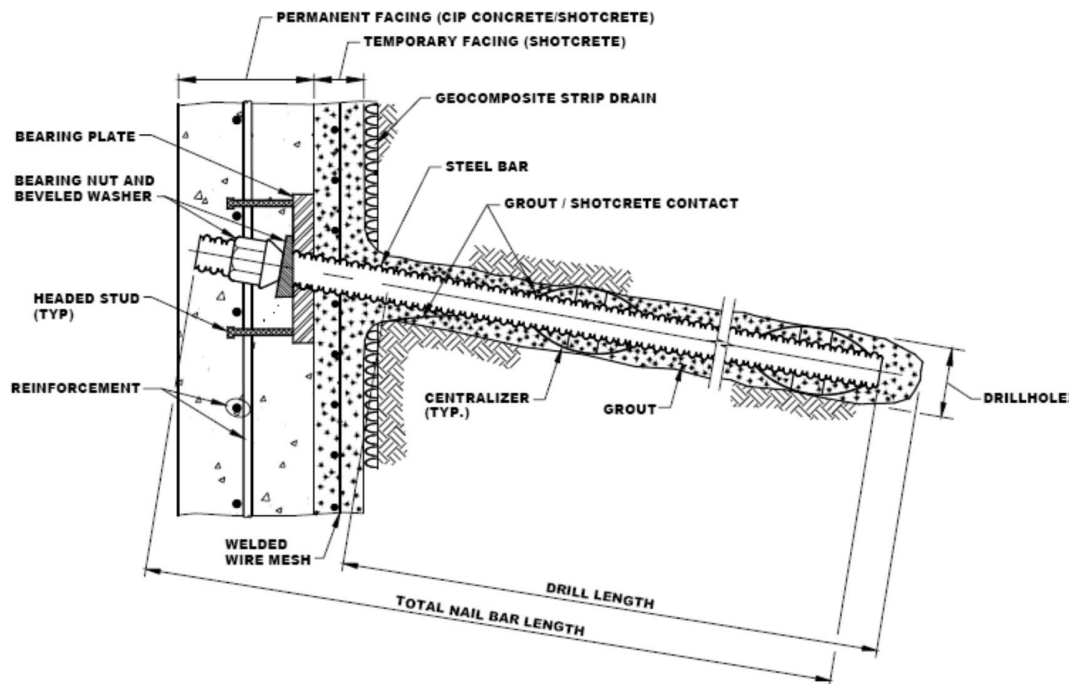 PERMANENT FACING (CIP CONCRETE/SHOTCRETE)
TEMPORARY FACING (SHOTCRETE)
GEOCOMPOSITE STRIP DRAIN
BEARING PLATE
STEEL BAR
BEARING NUT AND
BEVELED WASHER
GROUT / SHOTCRETE CONTACT
HEADED STUD
(TYP)
REINFORCEMENT
CENTRALIZER
(TYP.)
GROUT
DRILLHOLE
WELDED
WIRE MESH
DRILL LENGTH
TOTAL NAIL BAR LENGTH